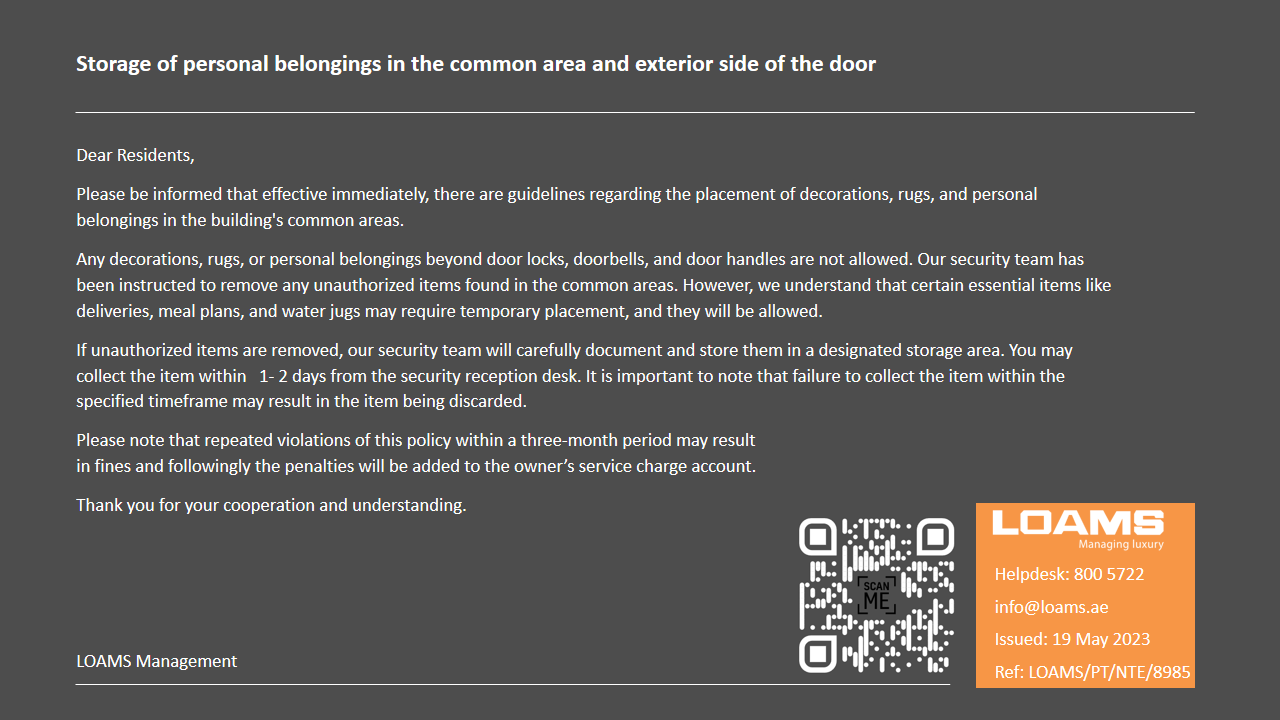 Storage of personal belongings in the common area and exterior side of the door
Dear Residents,
Please be informed that effective immediately, there are guidelines regarding the placement of decorations, rugs, and personal
belongings in the building's common areas.
Any decorations, rugs, or personal belongings beyond door locks, doorbells, and door handles are not allowed. Our security team has
been instructed to remove any unauthorized items found in the common areas. However, we understand that certain essential items like
deliveries, meal plans, and water jugs may require temporary placement, and they will be allowed.
If unauthorized items are removed, our security team will carefully document and store them in a designated storage area. You may
collect the item within   1- 2 days from the security reception desk. It is important to note that failure to collect the item within the
specified timeframe may result in the item being discarded.
Please note that repeated violations of this policy within a three-month period may result
in fines and followingly the penalties will be added to the owner’s service charge account.
Thank you for your cooperation and understanding.
LOAMS Management
SCAN
ME
LOAMS
Managing luxury
Helpdesk: 800 5722
info@loams.ae
Issued: 19 May 2023
Ref: LOAMS/PT/NTE/8985